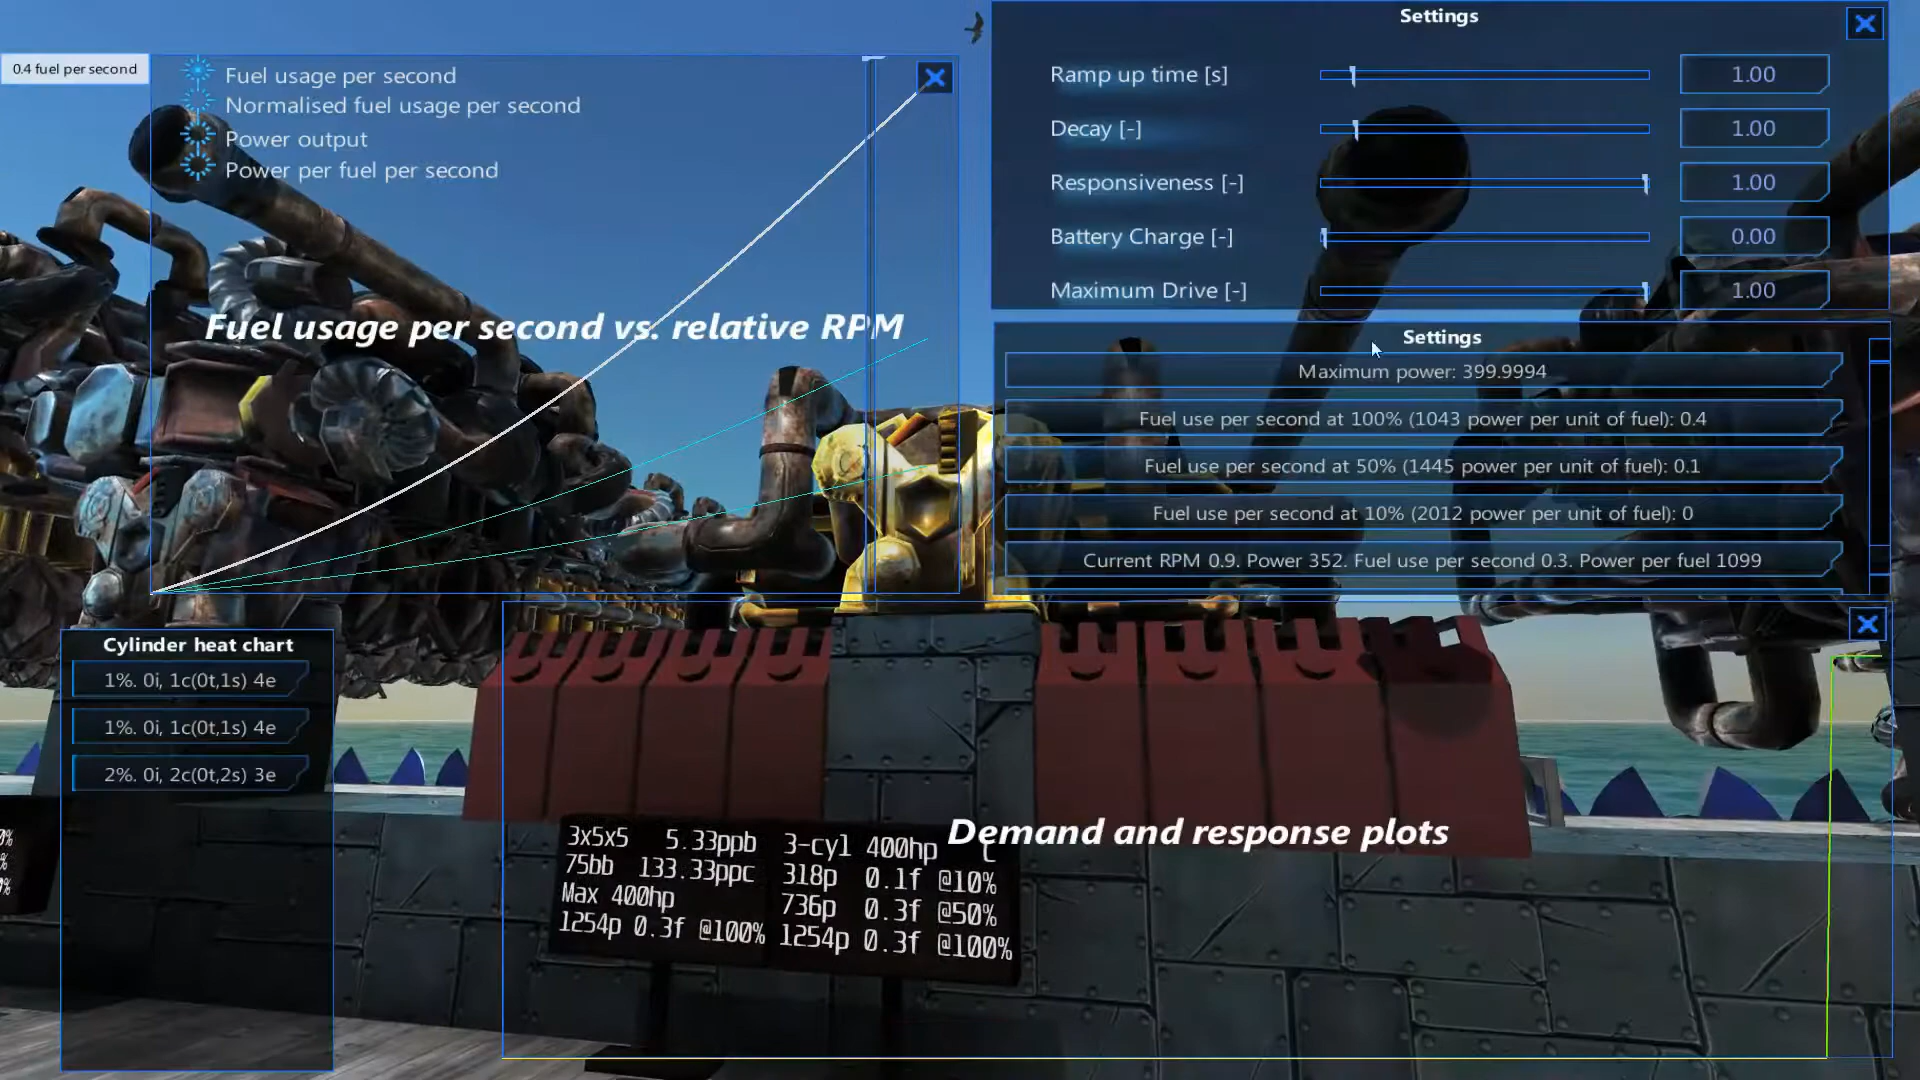 0.4 fuel per second
Fuel usage per second
Normalised fuel usage per second
Power output
Power per fuel per second
Fuel usage per second vs. relative RPM
Settings
Ramp up time [s] 1.00
Decay [-] 1.00
Responsiveness [-] 1.00
Battery Charge [-] 0.00
Maximum Drive [-] 1.00
Settings
Maximum power: 399.9994
Fuel use per second at 100% (1043 power per unit of fuel): 0.4
Fuel use per second at 50% (1445 power per unit of fuel): 0.1
Fuel use per second at 10% (2012 power per unit of fuel): 0
Current RPM 0.9. Power 352. Fuel use per second 0.3. Power per fuel 1099
Cylinder heat chart
1%. 0i, 1c(0t,1s) 4e
1%. 0i, 1c(0t,1s) 4e
2%. 0i, 2c(0t,2s) 3e
Demand and response plots
3x5x5 5.33ppb
75bb 133.33ppc
Max 400hp
1254p 0.3f @100%
3-cyl 400hp
318p 0.1f @10%
736p 0.3f @50%
1254p 0.3f @100%